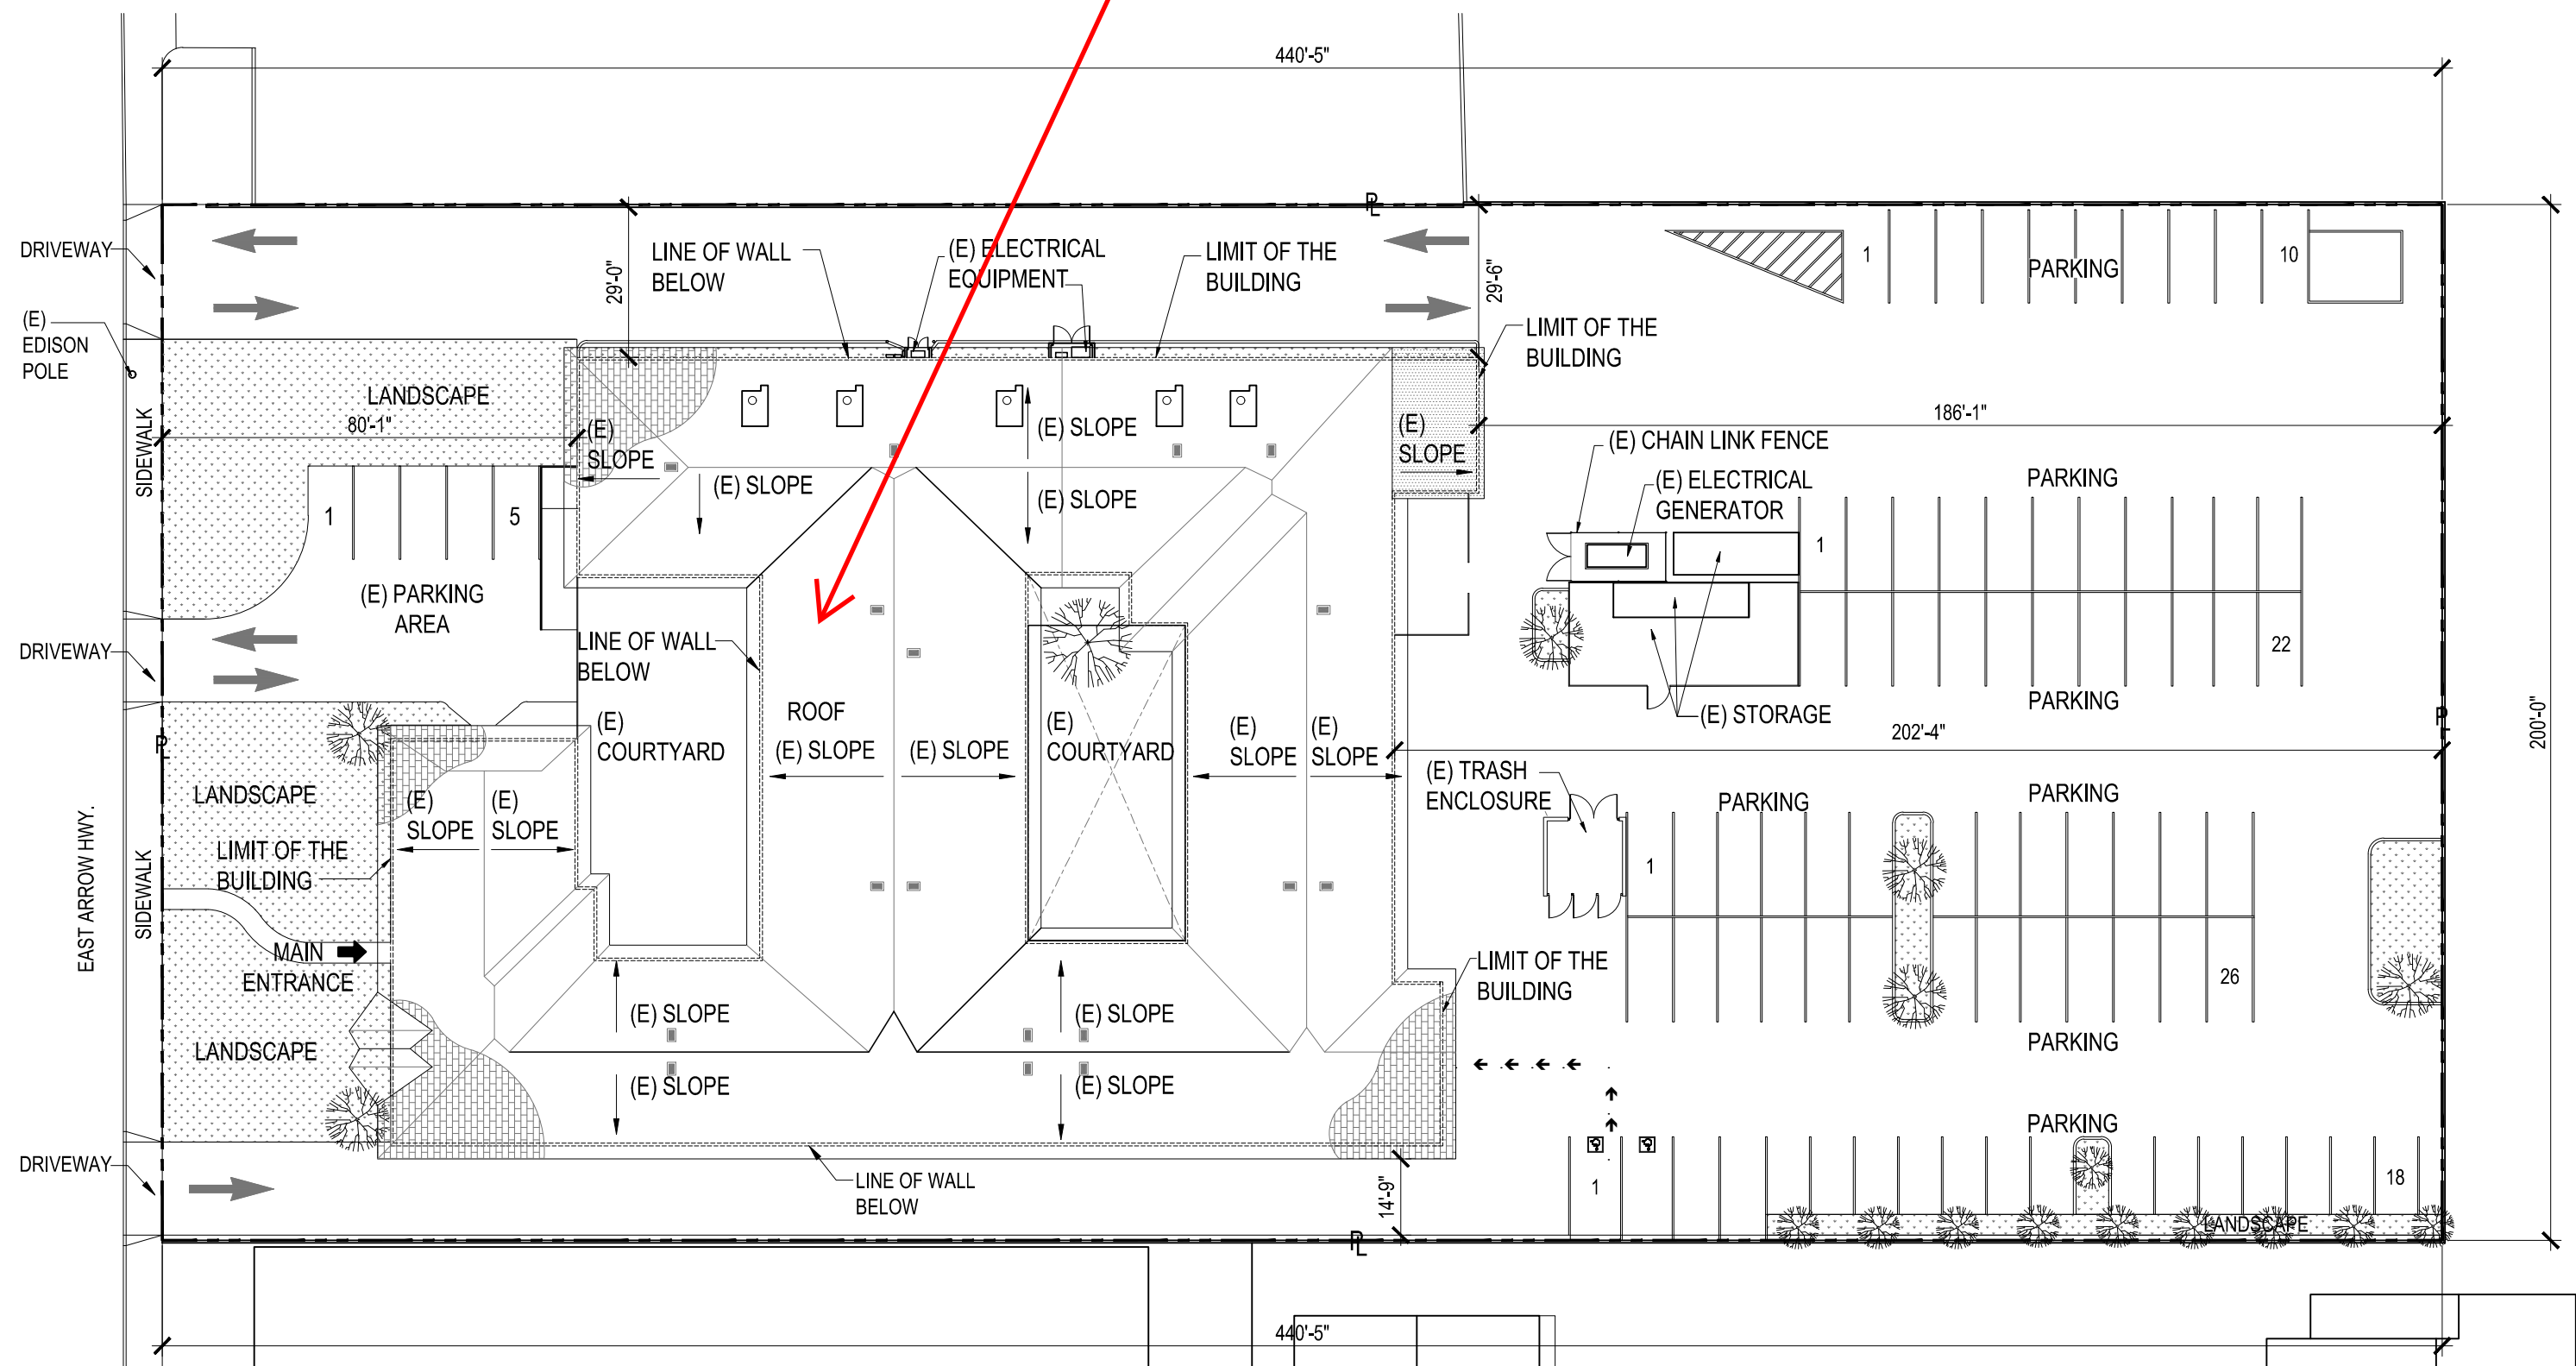 440'-5"
DRIVEWAY
29'-0"
LINE OF WALL
BELOW
(E) ELECTRICAL
EQUIPMENT
LIMIT OF THE
BUILDING
29'-6"
1
PARKING
10
(E)
EDISON
POLE
LIMIT OF THE
BUILDING
LANDSCAPE
80'-1"
SIDEWALK
(E)
SLOPE
(E) SLOPE
(E) SLOPE
(E) SLOPE
(E)
SLOPE
186'-1"
(E) CHAIN LINK FENCE
(E) ELECTRICAL
GENERATOR
PARKING
1
5
1
(E) PARKING
AREA
DRIVEWAY
LINE OF WALL
BELOW
22
PARKING
(E) STORAGE
200'-0"
ROOF
(E)
COURTYARD
(E) SLOPE
(E) SLOPE
(E)
COURTYARD
(E)
SLOPE
(E)
SLOPE
202'-4"
(E) TRASH
ENCLOSURE
PARKING
PARKING
LANDSCAPE
(E)
SLOPE
(E)
SLOPE
LIMIT OF THE
BUILDING
1
EAST ARROW HWY.
SIDEWALK
MAIN
ENTRANCE
LIMIT OF THE
BUILDING
26
(E) SLOPE
(E) SLOPE
LANDSCAPE
PARKING
(E) SLOPE
(E) SLOPE
PARKING
DRIVEWAY
LINE OF WALL
BELOW
14'-9"
1
18
LANDSCAPE
PL
PL
PL
PL
440'-5"